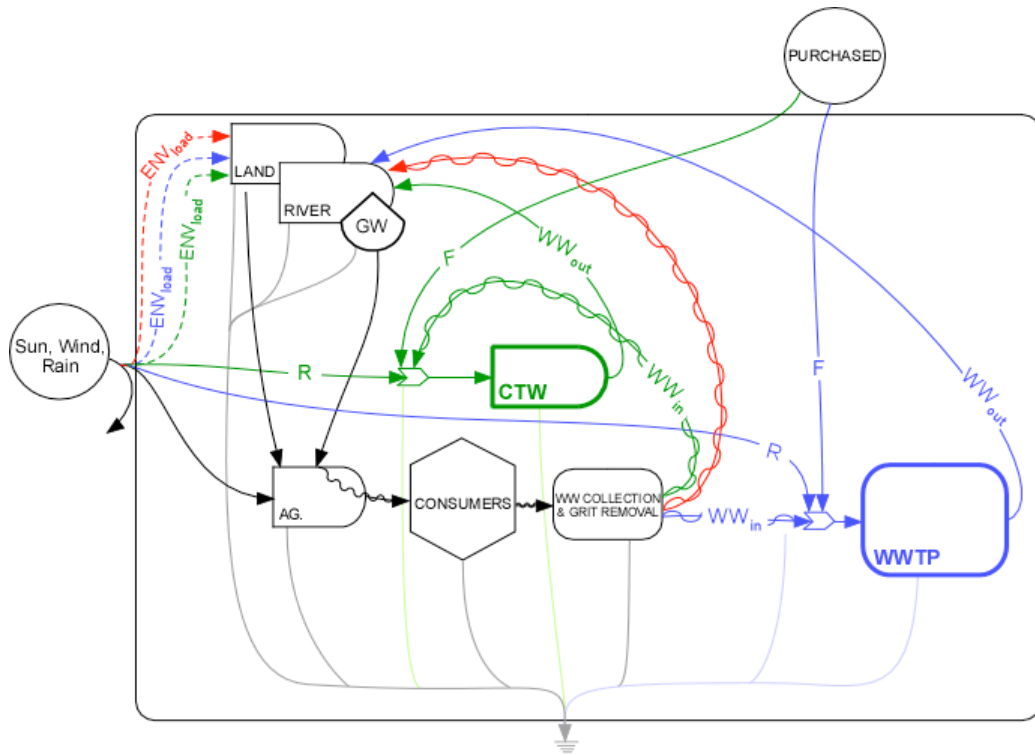 PURCHASED
ENVload
ENVload
ENVload
LAND
RIVER
GW
F
WWout
Sun, Wind,
Rain
R
CTW
WWin
F
WWout
R
AG.
CONSUMERS
WW COLLECTION
& GRIT REMOVAL
WWin
WWTP